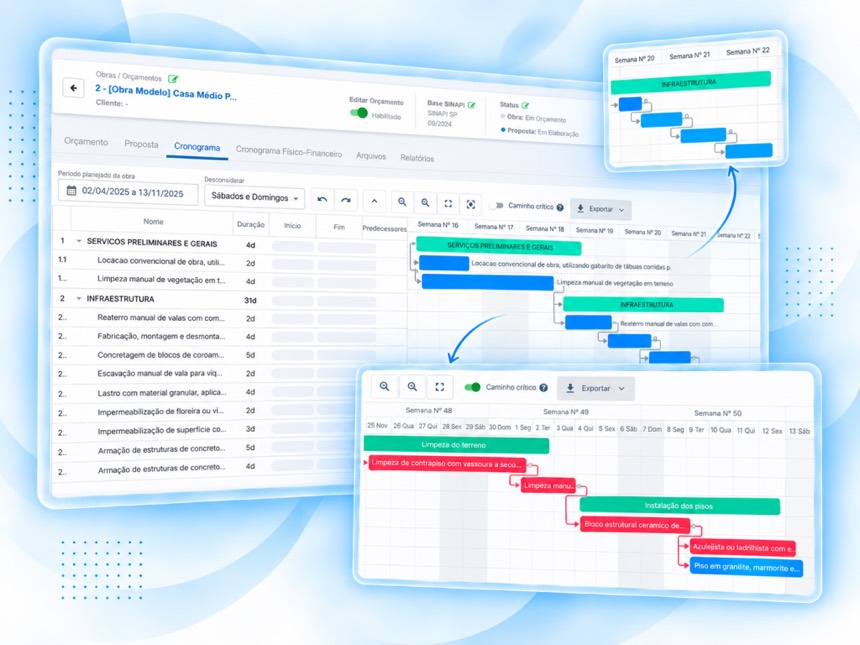 Obras / Orçamentos
2 - [Obra Modelo] Casa Médio P...
Cliente: -
Editar Orçamento
Habilitado
Base SINAPI
SINAPI SP
09/2024
Status
Obra: Em Orçamento
Proposta: Em Elaboração
Orçamento Proposta Cronograma Cronograma Físico-Financeiro Arquivos Relatórios
Período planejado da obra
02/04/2025 a 13/11/2025
Desconsiderar
Sábados e Domingos
Caminho crítico
Exportar
Nome Duração Início Fim Predecessores
1 SERVICOS PRELIMINARES E GERAIS 4d
1.1 Locacao convencional de obra, utili... 2d
1... Limpeza manual de vegetação em t... 4d
2 INFRAESTRUTURA 31d
2.. Reaterro manual de valas com com... 2d
2.. Fabricação, montagem e desmonta... 4d
2.. Concretagem de blocos de coroam... 5d
2.. Escavação manual de vala para viq... 2d
2.. Lastro com material granular, aplica... 4d
2.. Impermeabilização de floreira ou vi... 2d
2.. Impermeabilização de superfície co... 3d
2.. Armação de estruturas de concreto... 5d
2.. Armação de estruturas de concreto... 4d
Semana Nº 16 Semana Nº 17 Semana Nº 18 Semana Nº 19 Semana Nº 20 Semana Nº 21 Semana Nº 22
SERVIÇOS PRELIMINARES E GERAIS
Locacao convencional de obra, utilizando gabarito de tábuas corridas p.
Limpeza manual de vegetação em terreno
INFRAESTRUTURA
Reaterro manual de valas com com...
Semana Nº 20 Semana Nº 21 Semana Nº 22
INFRAESTRUTURA
Caminho crítico
Exportar
Semana Nº 48 Semana Nº 49 Semana Nº 50
25 Nov 26 Qua 27 Qui 28 Sex 29 Sáb 30 Dom 1 Seg 2 Ter 3 Qua 4 Qui 5 Sex 6 Sáb 7 Dom 8 Seg 9 Ter 10 Qua 11 Qui 12 Sex 13 Sáb
Limpeza do terreno
Limpeza de contrapiso com vassoura a seco...
Limpeza manu...
Instalação dos pisos
Bloco estrutural ceramico de...
Azulejista ou ladrilhista com e..
Piso em granilite, marmorite e...